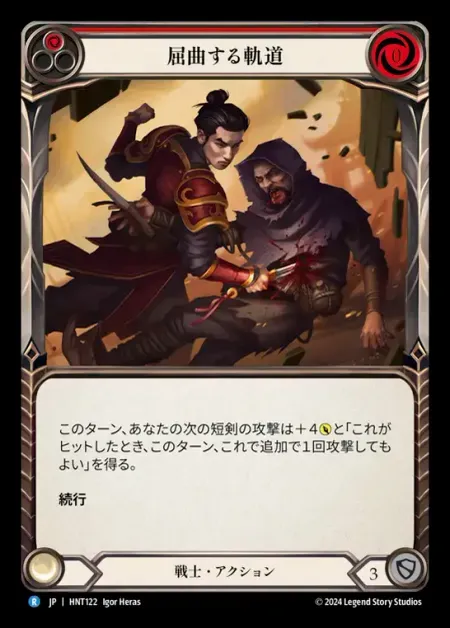 屈曲する軌道
0
このターン、あなたの次の短剣の攻撃は＋4と「これが
ヒットしたとき、このターン、これで追加で1回攻撃しても
よい」を得る。
続行
戦士・アクション
3
R JP | HNT122 Igor Heras
© 2024 Legend Story Studios